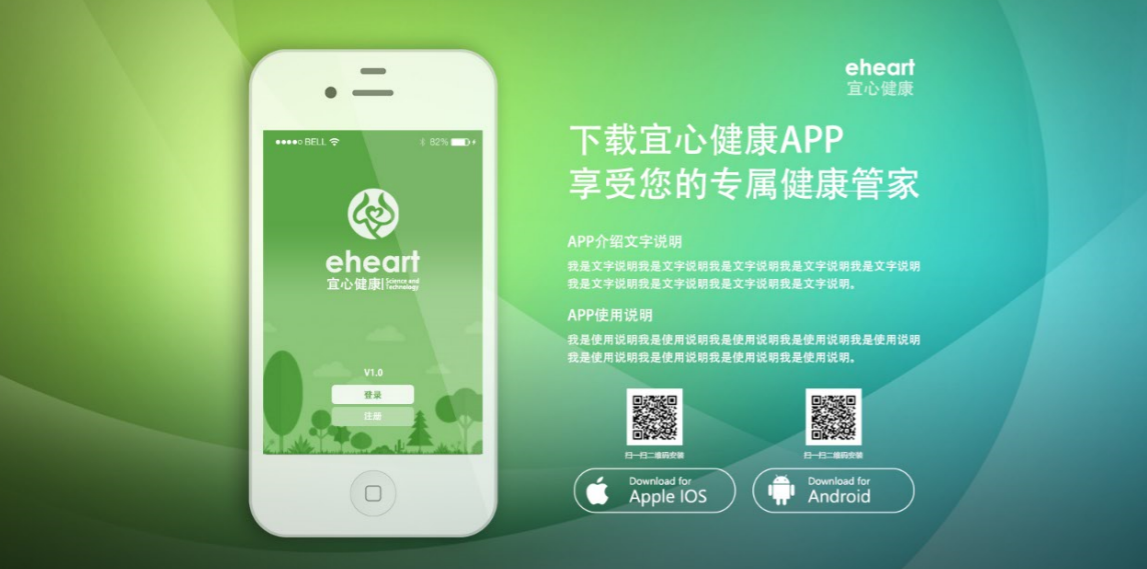 BELL
82%
eheart
宜心健康
Science and
Technology
V1.0
登录
注册
eheart
宜心健康
下载宜心健康APP
享受您的专属健康管家
APP介绍文字说明
我是文字说明我是文字说明我是文字说明我是文字说明我是文字说明
我是文字说明我是文字说明我是文字说明我是文字说明。
APP使用说明
我是使用说明我是使用说明我是使用说明我是使用说明我是使用说明
我是使用说明我是使用说明我是使用说明我是使用说明。
扫一扫二维码安装
扫一扫二维码安装
Download for
Apple IOS
Download for
Android